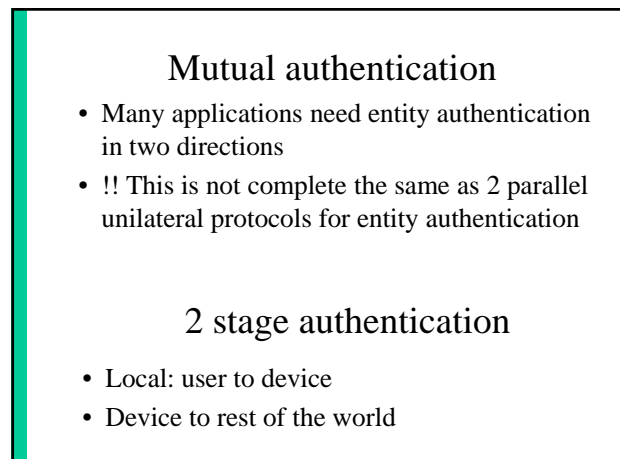 Mutual authentication
• Many applications need entity authentication
in two directions
• !! This is not complete the same as 2 parallel
unilateral protocols for entity authentication
2 stage authentication
• Local: user to device
• Device to rest of the world